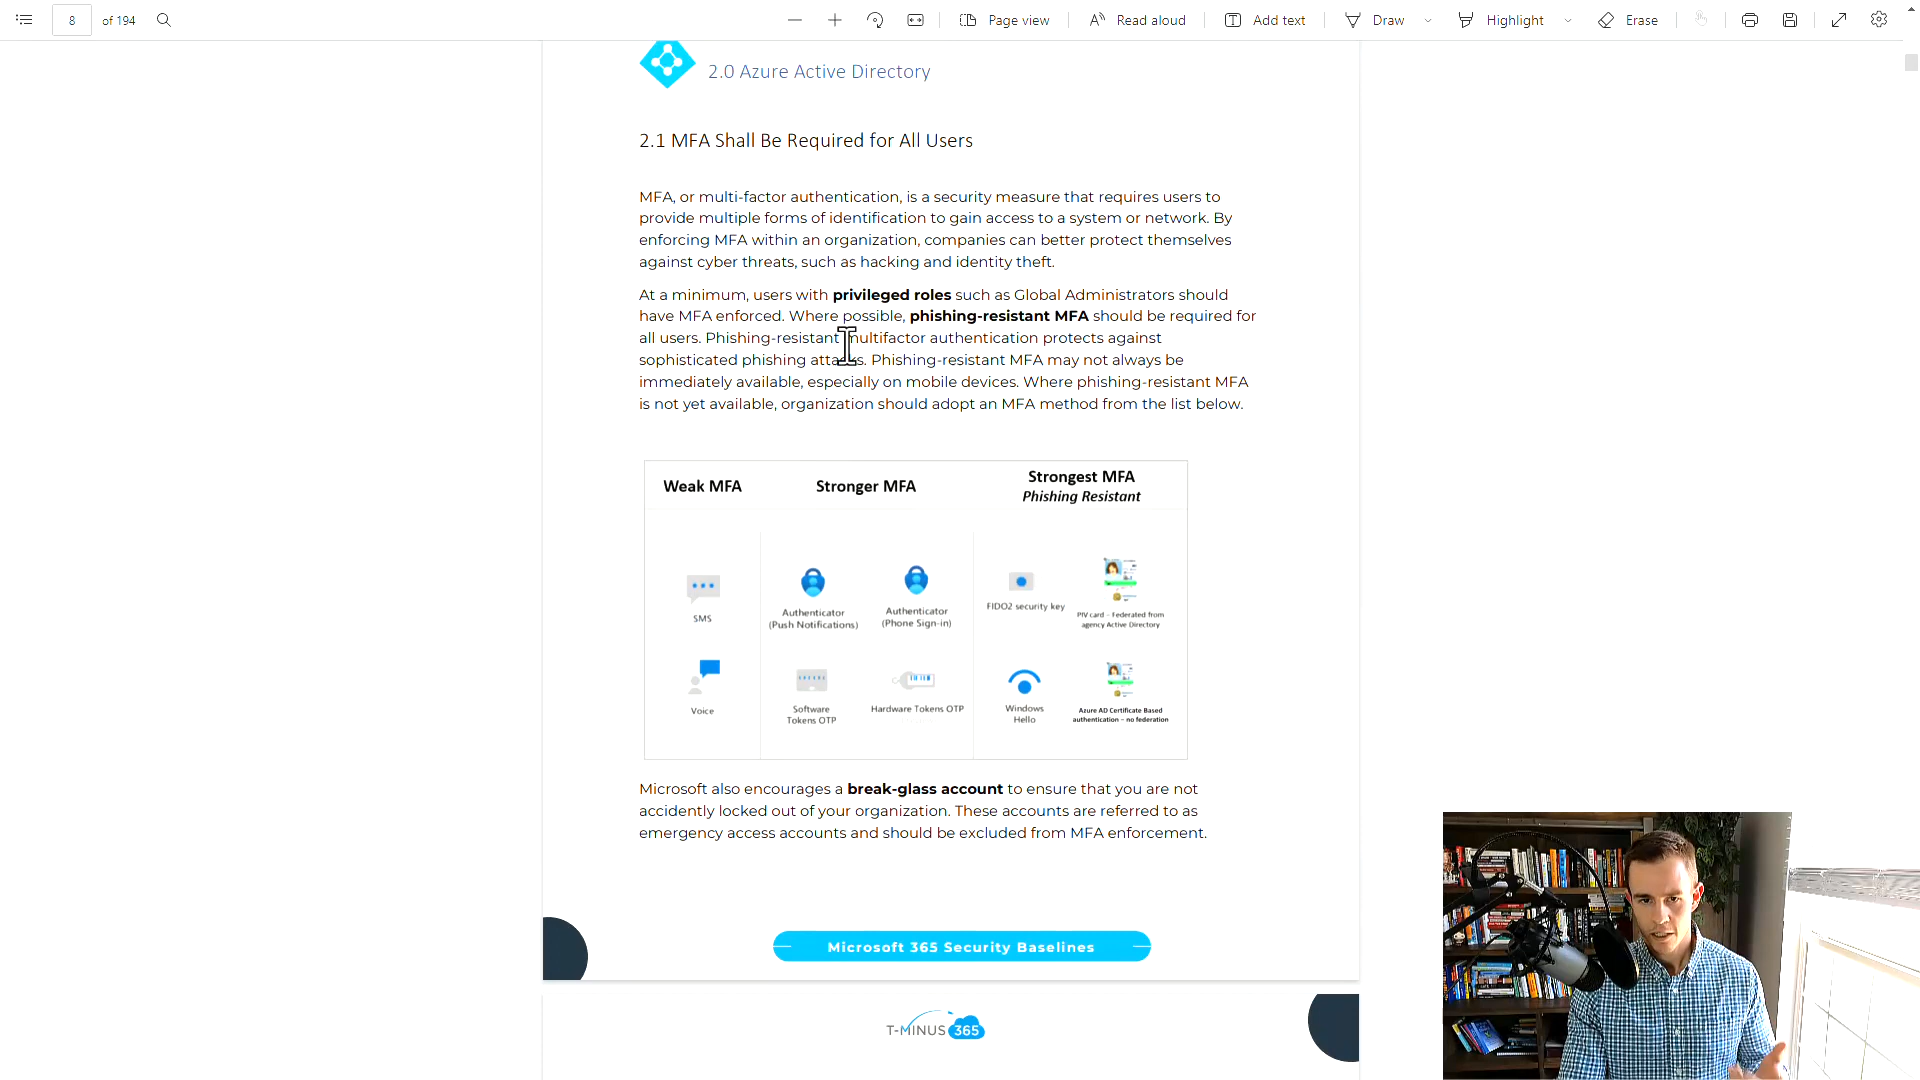 8 of 194 Page view Read aloud Add text Draw Highlight Erase
2.0 Azure Active Directory
2.1 MFA Shall Be Required for All Users
MFA, or multi-factor authentication, is a security measure that requires users to
provide multiple forms of identification to gain access to a system or network. By
enforcing MFA within an organization, companies can better protect themselves
against cyber threats, such as hacking and identity theft.
At a minimum, users with privileged roles such as Global Administrators should
have MFA enforced. Where possible, phishing-resistant MFA should be required for
all users. Phishing-resistant multifactor authentication protects against
sophisticated phishing attacks. Phishing-resistant MFA may not always be
immediately available, especially on mobile devices. Where phishing-resistant MFA
is not yet available, organization should adopt an MFA method from the list below.
Weak MFA Stronger MFA Strongest MFA
Phishing Resistant
SMS
Authenticator
(Push Notifications)
Authenticator
(Phone Sign-in)
FIDO2 security key
PIV card - Federated from
agency Active Directory
Voice
Software
Tokens OTP
Hardware Tokens OTP
Windows
Hello
Azure AD Certificate Based
authentication - no federation
Microsoft also encourages a break-glass account to ensure that you are not
accidently locked out of your organization. These accounts are referred to as
emergency access accounts and should be excluded from MFA enforcement.
Microsoft 365 Security Baselines
T-MINUS 365